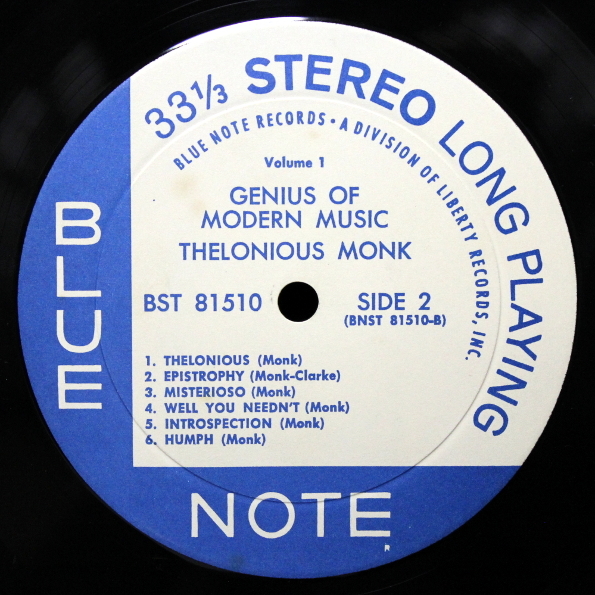 33⅓ STEREO LONG PLAYING
BLUE NOTE RECORDS • A DIVISION OF LIBERTY RECORDS, INC.
Volume 1
GENIUS OF
MODERN MUSIC
THELONIOUS MONK
BST 81510
SIDE 2
(BNST 81510-B)
1. THELONIOUS (Monk)
2. EPISTROPHY (Monk-Clarke)
3. MISTERIOSO (Monk)
4. WELL YOU NEEDN'T (Monk)
5. INTROSPECTION (Monk)
6. HUMPH (Monk)
BLUE
NOTE
R